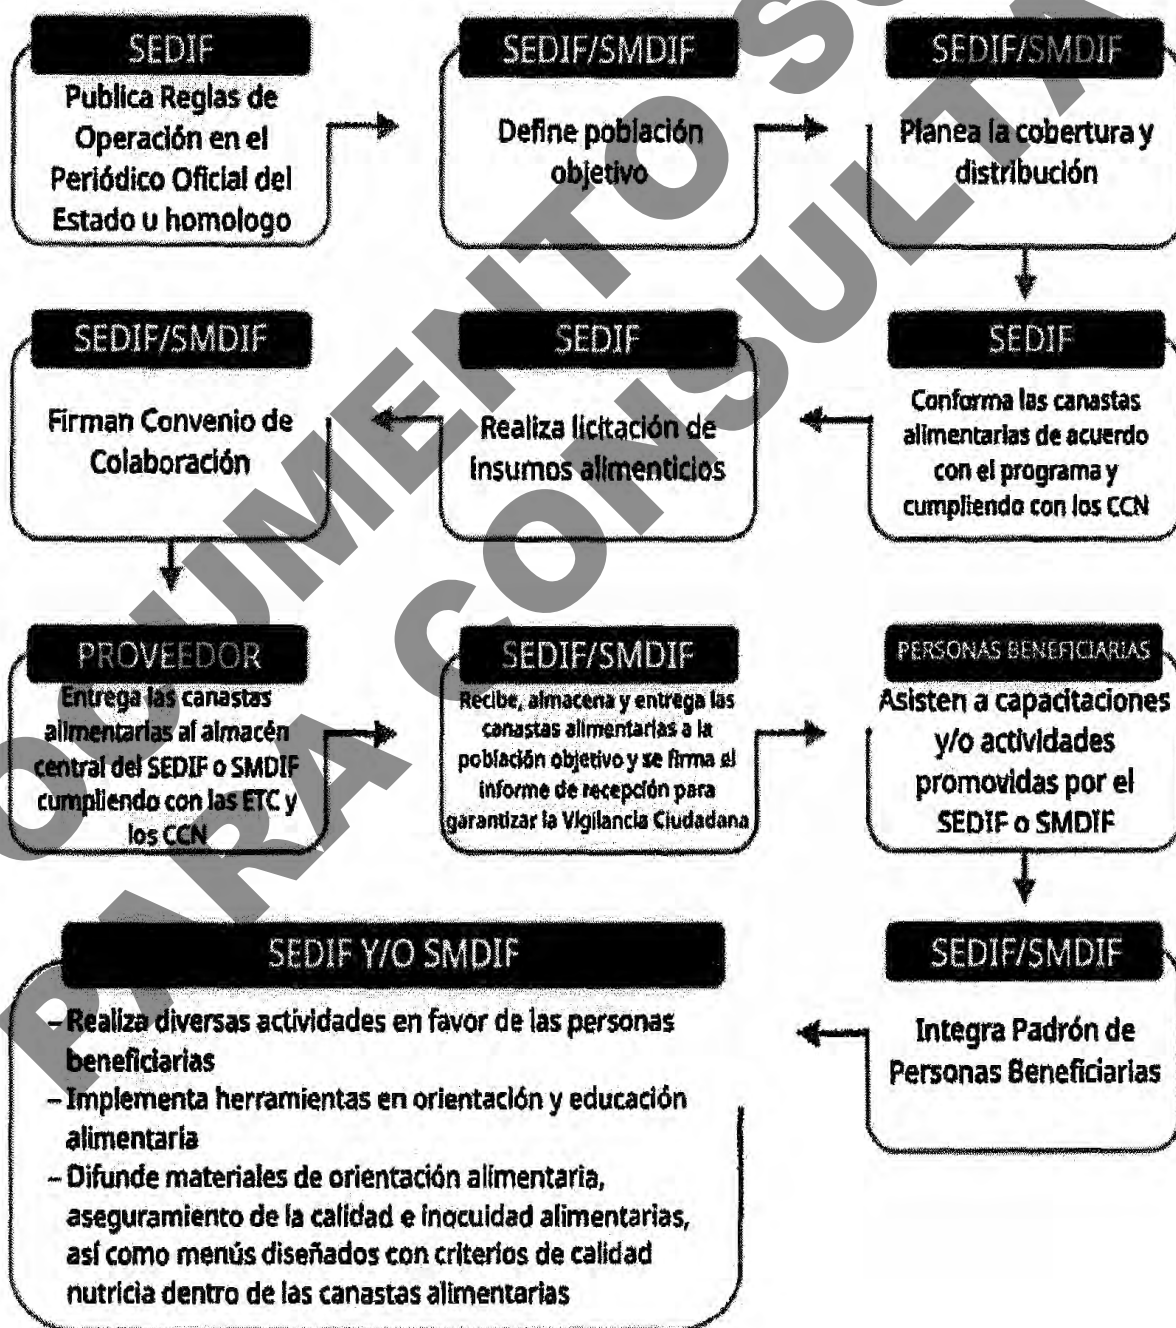 SEDIF
Publica Reglas de
Operación en el
Periódico Oficial del
Estado u homologo
SEDIF/SMDIF
Define población
objetivo
SEDIF/SMDIF
Planea la cobertura y
distribución
SEDIF
Conforma las canastas
alimentarias de acuerdo
con el programa y
cumpliendo con los CCN
SEDIF
Realiza licitación de
insumos alimenticios
SEDIF/SMDIF
Firman Convenio de
Colaboración
PROVEEDOR
Entrega las canastas
alimentarias al almacén
central del SEDIF o SMDIF
cumpliendo con las ETC y
los CCN
SEDIF/SMDIF
Recibe, almacena y entrega las
canastas alimentarias a la
población objetivo y se firma el
informe de recepción para
garantizar la Vigilancia Ciudadana
PERSONAS BENEFICIARIAS
Asisten a capacitaciones
y/o actividades
promovidas por el
SEDIF o SMDIF
SEDIF/SMDIF
Integra Padrón de
Personas Beneficiarias
SEDIF Y/O SMDIF
– Realiza diversas actividades en favor de las personas
beneficiarias
– Implementa herramientas en orientación y educación
alimentaria
– Difunde materiales de orientación alimentaria,
aseguramiento de la calidad e inocuidad alimentarias,
así como menús diseñados con criterios de calidad
nutricia dentro de las canastas alimentarias
PARA CONSULTA